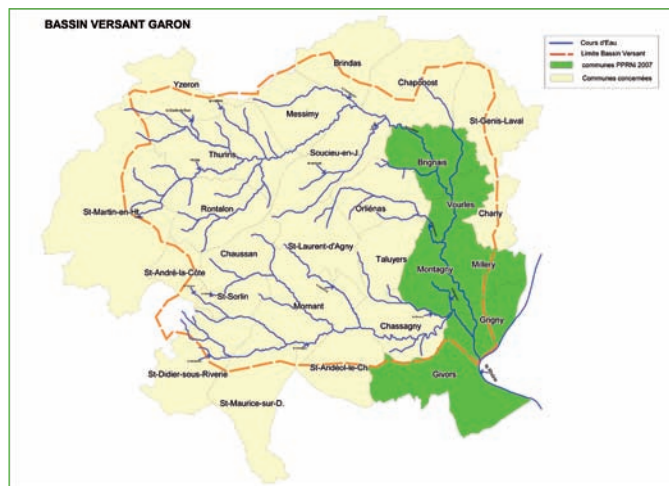 BASSIN VERSANT GARON
Cours d'Eau
Limite Bassin Versant
communes PPRNi 2007
Communes concernées
Brindas
Yzeron
Chaponost
Messimy
St-Genis-Laval
Thurins
Soucieu-en-J.
Brignais
Vourles
St-Martin-en-Ht.
Rontalon
Orliénas
Charly
Chaussan
St-Laurent-d'Agny
Taluyers
Millery
St-André-la-Côte
Montagny
St-Sorlin
Mornant
Grigny
Chassagny
St-Didier-sous-Riverie
St-Andéol-le-Ch.
Givors
St-Maurice-sur-D.